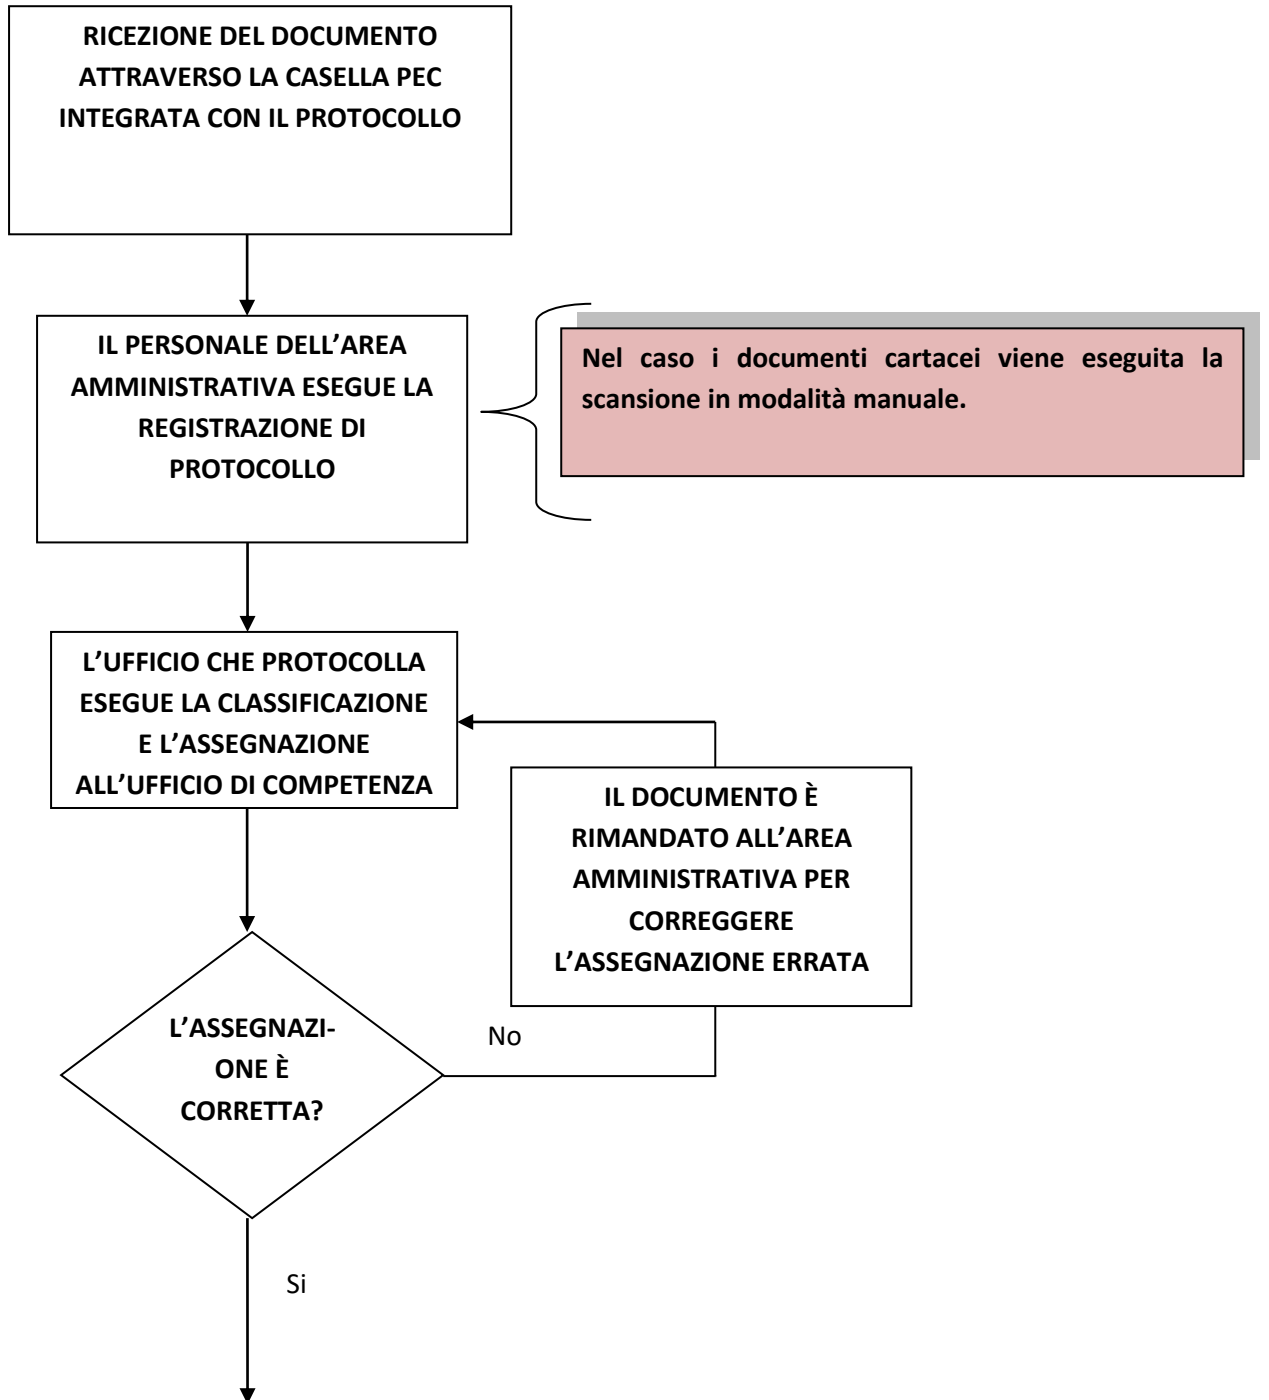 RICEZIONE DEL DOCUMENTO
ATTRAVERSO LA CASELLA PEC
INTEGRATA CON IL PROTOCOLLO
IL PERSONALE DELL’AREA
AMMINISTRATIVA ESEGUE LA
REGISTRAZIONE DI
PROTOCOLLO
Nel caso i documenti cartacei viene eseguita la
scansione in modalità manuale.
L’UFFICIO CHE PROTOCOLLA
ESEGUE LA CLASSIFICAZIONE
E L’ASSEGNAZIONE
ALL’UFFICIO DI COMPETENZA
IL DOCUMENTO È
RIMANDATO ALL’AREA
AMMINISTRATIVA PER
CORREGGERE
L’ASSEGNAZIONE ERRATA
L’ASSEGNAZI-
ONE È
CORRETTA?
No
Si